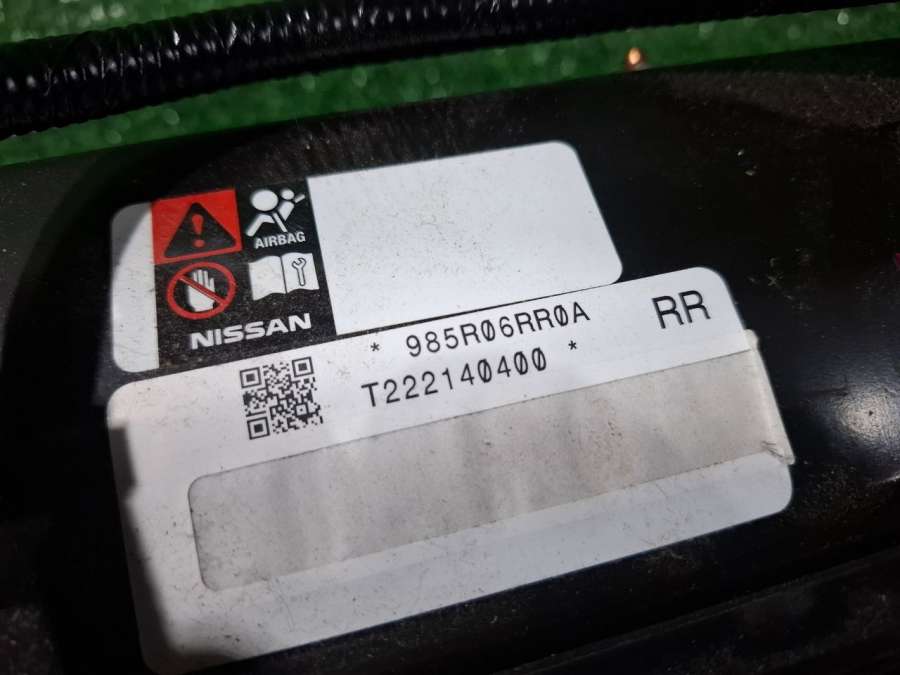 AIRBAG
NISSAN
* 985R06RR0A RR
T222140400 *